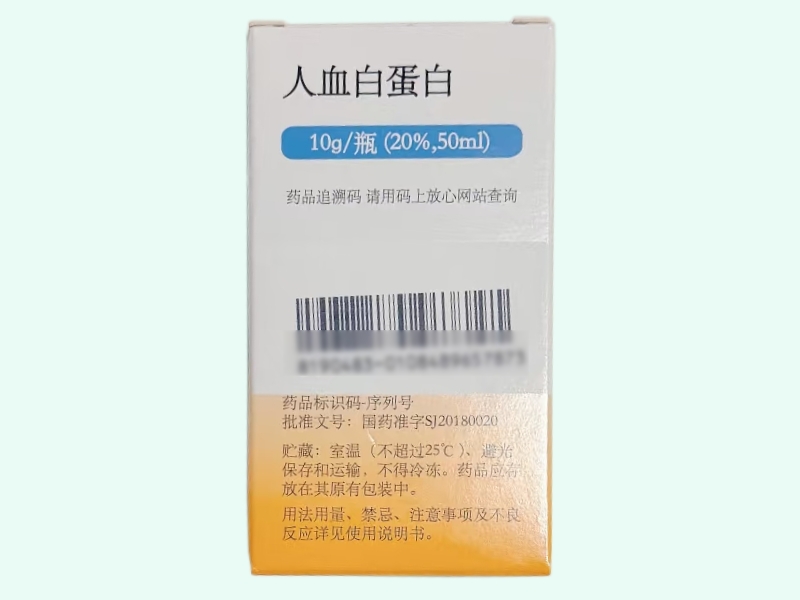 人血白蛋白
10g/瓶 (20%,50ml)
药品追溯码 请用码上放心网站查询
药品标识码-序列号
批准文号：国药准字SJ20180020
贮藏：室温（不超过25℃）、避光
保存和运输，不得冷冻。药品应存
放在其原有包装中。
用法用量、禁忌、注意事项及不良
反应详见使用说明书。